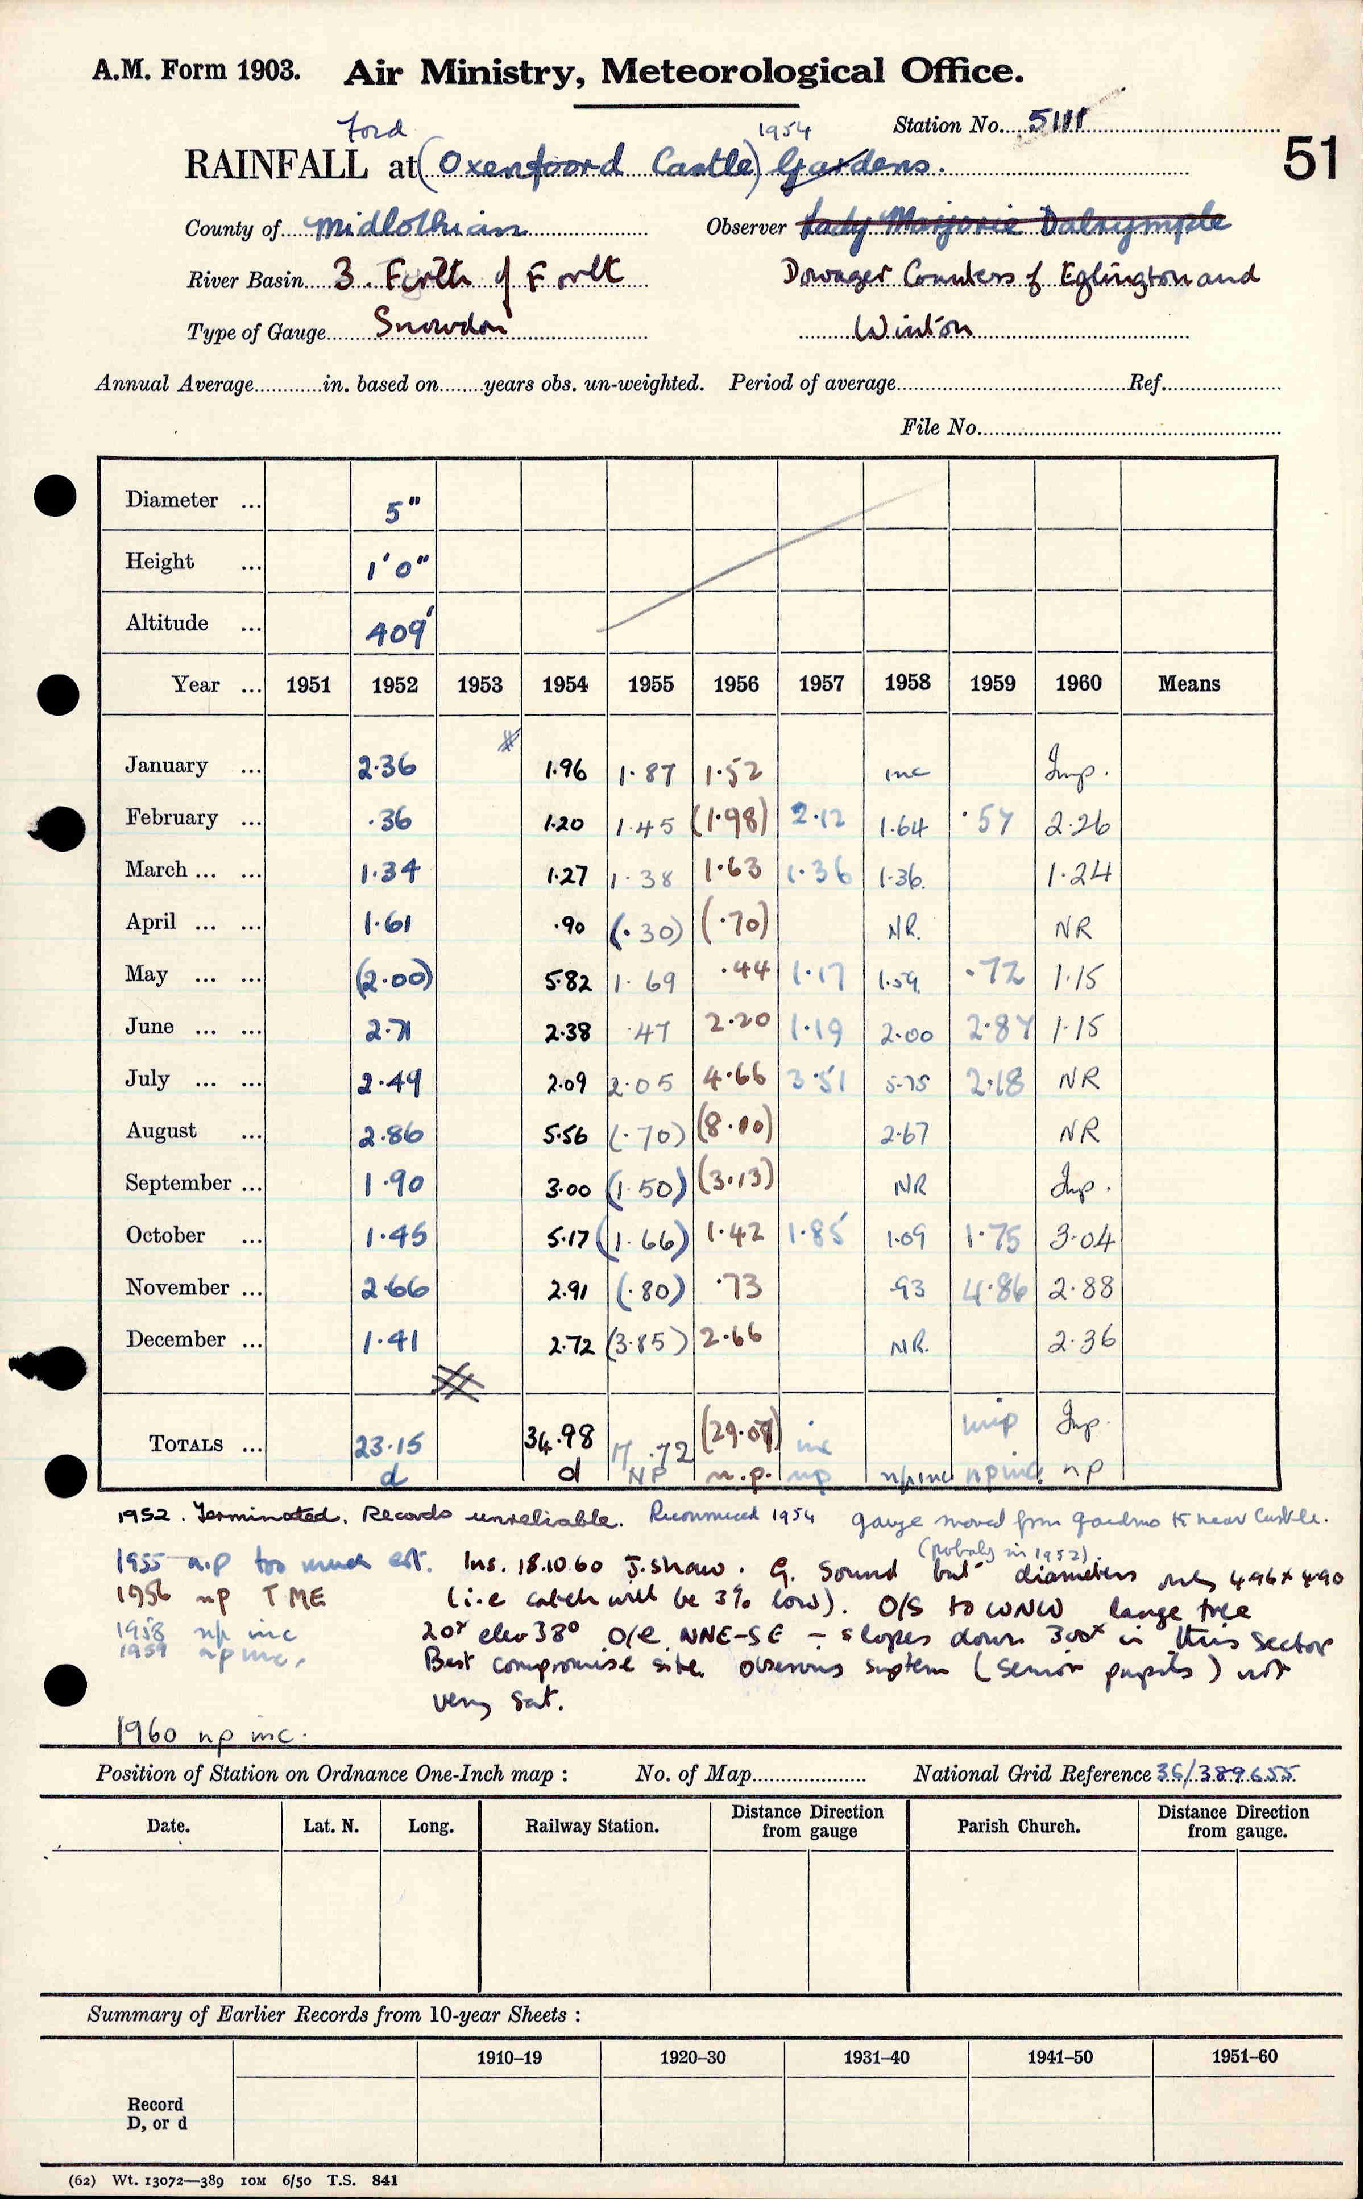 A.M. Form 1903. Air Ministry, Meteorological Office.
Station No. 5111
51
Ford 1954
RAINFALL at (Oxenfoord Castle) Gardens.
County of Midlothian Observer Lady Marjorie Dalrymple
River Basin 3. Firth of Forth Dowager Countess of Eglington and
Type of Gauge Snowdon Winton
Annual Average in. based on years obs. un-weighted. Period of average Ref.
File No.
Diameter ... 5"
Height ... 1'0"
Altitude ... 409'
Year ... 1951 1952 1953 1954 1955 1956 1957 1958 1959 1960 Means
January ... 2.36 1.96 1.87 1.52 inc Imp.
February ... .36 1.20 1.45 (1.98) 2.12 1.64 .57 2.26
March ... ... 1.34 1.27 1.38 1.63 1.36 1.36 1.24
April ... ... 1.61 .90 (.30) (.70) NR. NR
May ... ... (2.00) 5.82 1.69 .44 1.17 1.59 .72 1.15
June ... ... 2.71 2.38 .47 2.20 1.19 2.00 2.87 1.15
July ... ... 2.49 2.09 2.05 4.66 3.51 5.75 2.18 NR
August ... 2.86 5.56 (.70) (8.10) 2.67 NR
September ... 1.90 3.00 (1.50) (3.13) NR Imp.
October ... 1.45 5.17 (1.66) 1.42 1.85 1.09 1.75 3.04
November ... 2.66 2.91 (.80) .73 .93 4.86 2.88
December ... 1.41 2.72 (3.85) 2.66 NR. 2.36
TOTALS ... 23.15 34.98 17.72 (29.07) inc imp Imp.
d d NP n.p. np np inc np inc. np
1952. Terminated. Records unreliable. Recommenced 1954 gauge moved from gardens to near Castle.
(probably in 1952).
1955 n.p too much est. Ins. 18.10.60 J. Shaw. G. Sound but diameters only 4.96 x 4.90
1956 np TME (i.e catch will be 3% low). O/S to WNW large tree
1958 np inc 20x elev 38° O/E NNE-SE - slopes down 300x in this sector
1959 np inc. Best compromise site. observing system (senior pupils) not
very sat.
1960 np inc.
Position of Station on Ordnance One-Inch map : No. of Map National Grid Reference 36/389655
Date. Lat. N. Long. Railway Station. Distance Direction from gauge Parish Church. Distance Direction from gauge.
Summary of Earlier Records from 10-year Sheets :
1910–19 1920–30 1931–40 1941–50 1951–60
Record
D, or d
(62) Wt. 13072—389 10M 6/50 T.S. 841